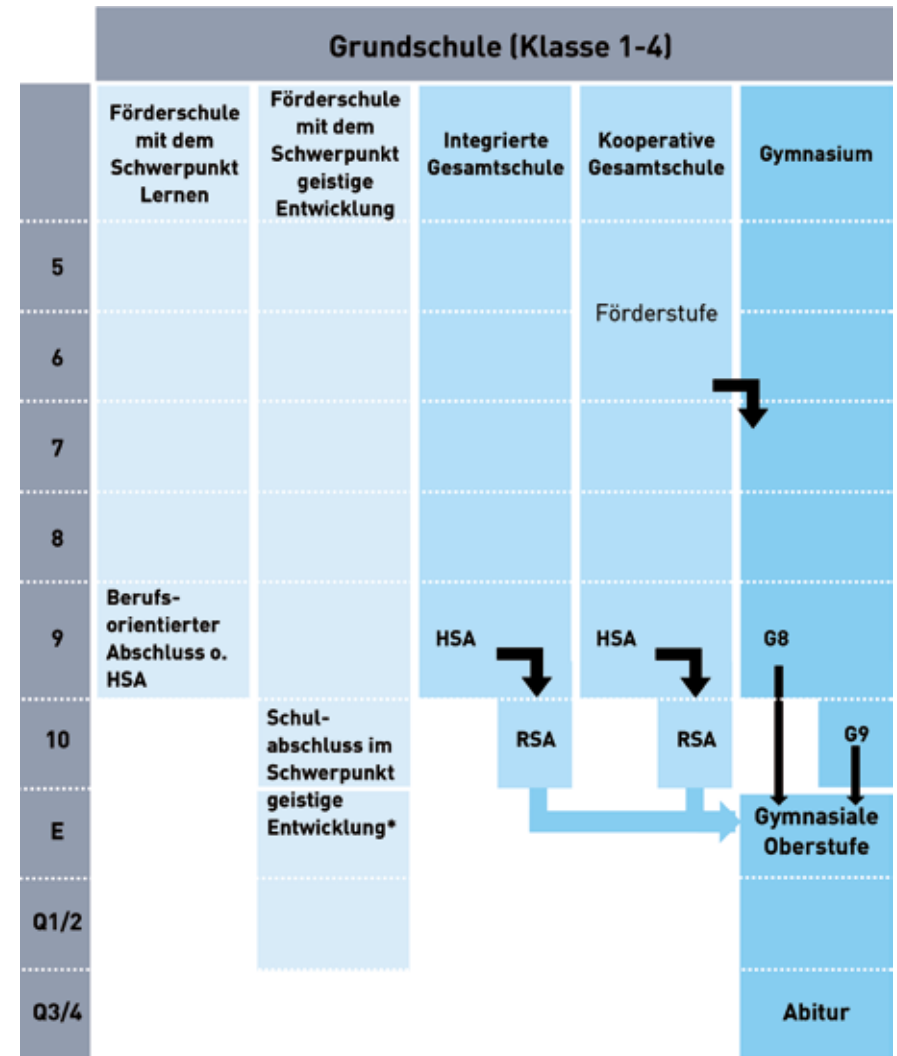 Grundschule (Klasse 1-4)
Förderschule
mit dem
Schwerpunkt
Lernen
Förderschule
mit dem
Schwerpunkt
geistige
Entwicklung
Integrierte
Gesamtschule
Kooperative
Gesamtschule
Gymnasium
5
Förderstufe
6
7
8
9
Berufs-
orientierter
Abschluss o.
HSA
HSA
HSA
G8
10
Schul-
abschluss im
Schwerpunkt
geistige
Entwicklung*
RSA
RSA
G9
E
Gymnasiale
Oberstufe
Q1/2
Q3/4
Abitur